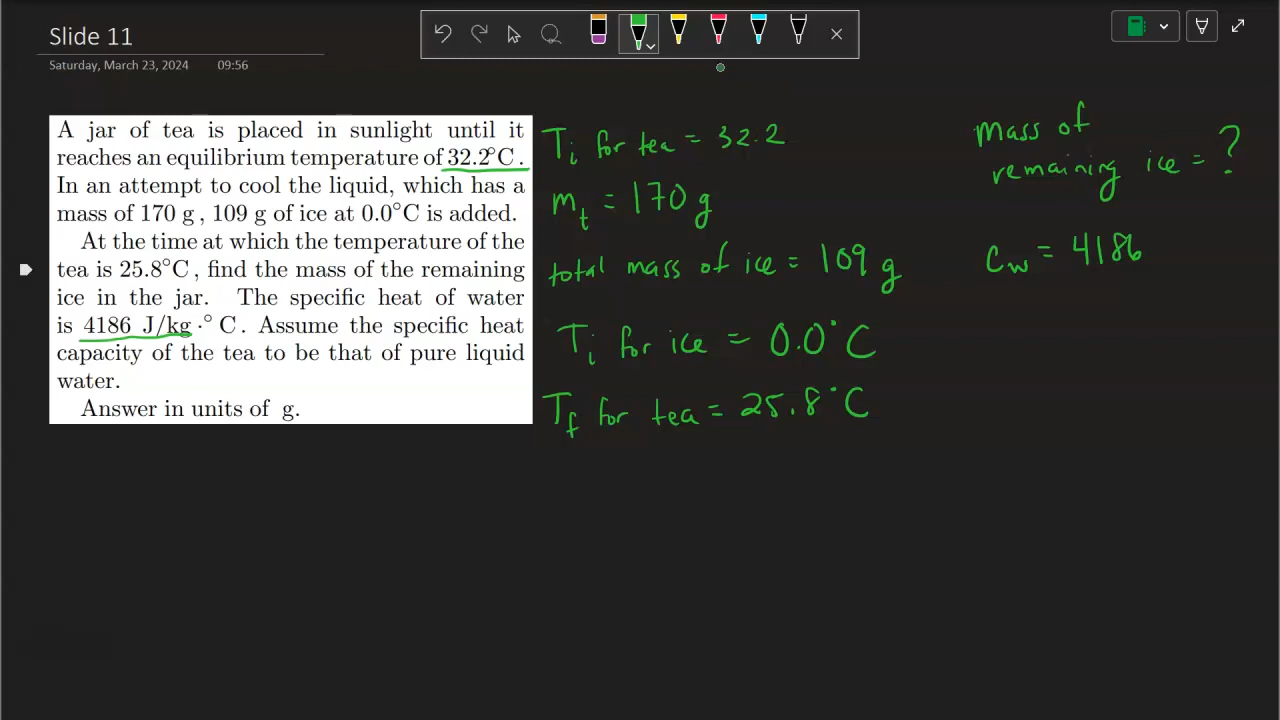 Slide 11
Saturday, March 23, 2024 09:56
A jar of tea is placed in sunlight until it
reaches an equilibrium temperature of 32.2°C.
In an attempt to cool the liquid, which has a
mass of 170 g , 109 g of ice at 0.0°C is added.
At the time at which the temperature of the
tea is 25.8°C, find the mass of the remaining
ice in the jar. The specific heat of water
is 4186 J/kg ·° C. Assume the specific heat
capacity of the tea to be that of pure liquid
water.
Answer in units of g.
Ti for tea = 32.2
mt = 170 g
total mass of ice = 109 g
Ti for ice = 0.0°C
Tf for tea = 25.8°C
Mass of
remaining ice = ?
Cw = 4186